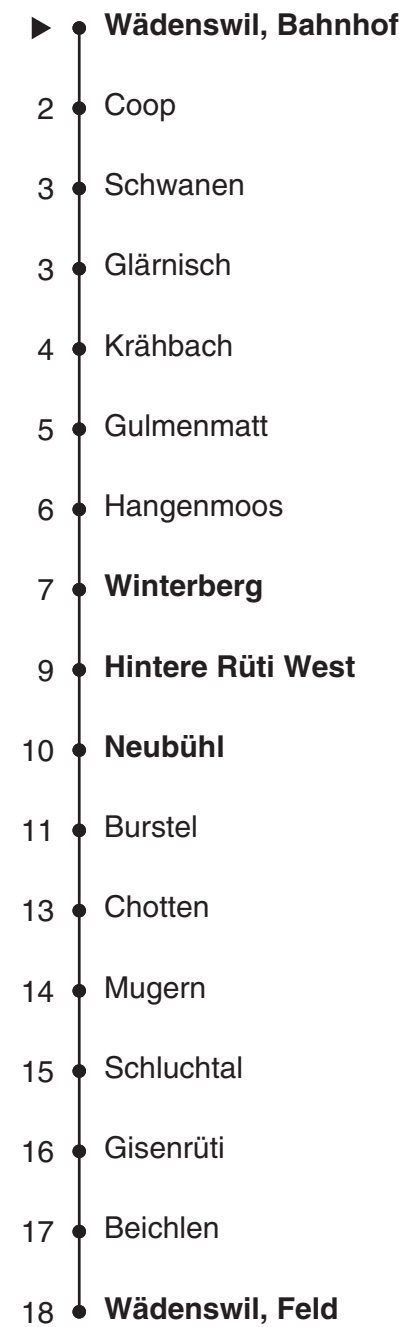 Wädenswil, Bahnhof
2 Coop
3 Schwanen
3 Glärnisch
4 Krähbach
5 Gulmenmatt
6 Hangenmoos
7 Winterberg
9 Hintere Rüti West
10 Neubühl
11 Burstel
13 Chotten
14 Mugern
15 Schluchtal
16 Gisenrüti
17 Beichlen
18 Wädenswil, Feld